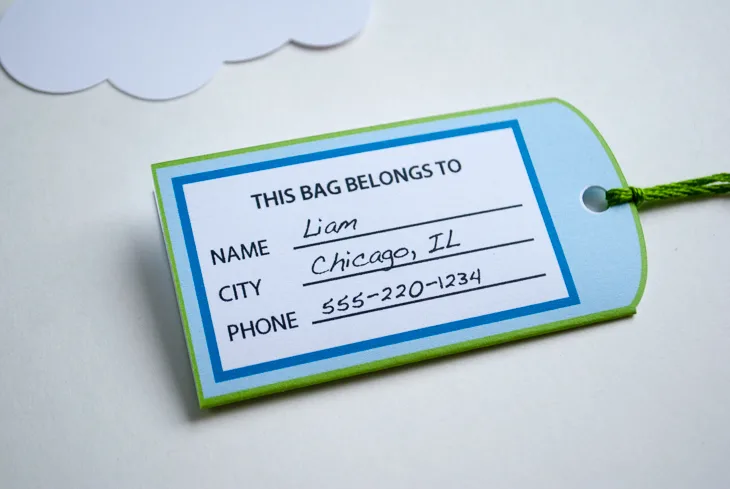 THIS BAG BELONGS TO
NAME Liam
CITY Chicago, IL
PHONE 555-220-1234